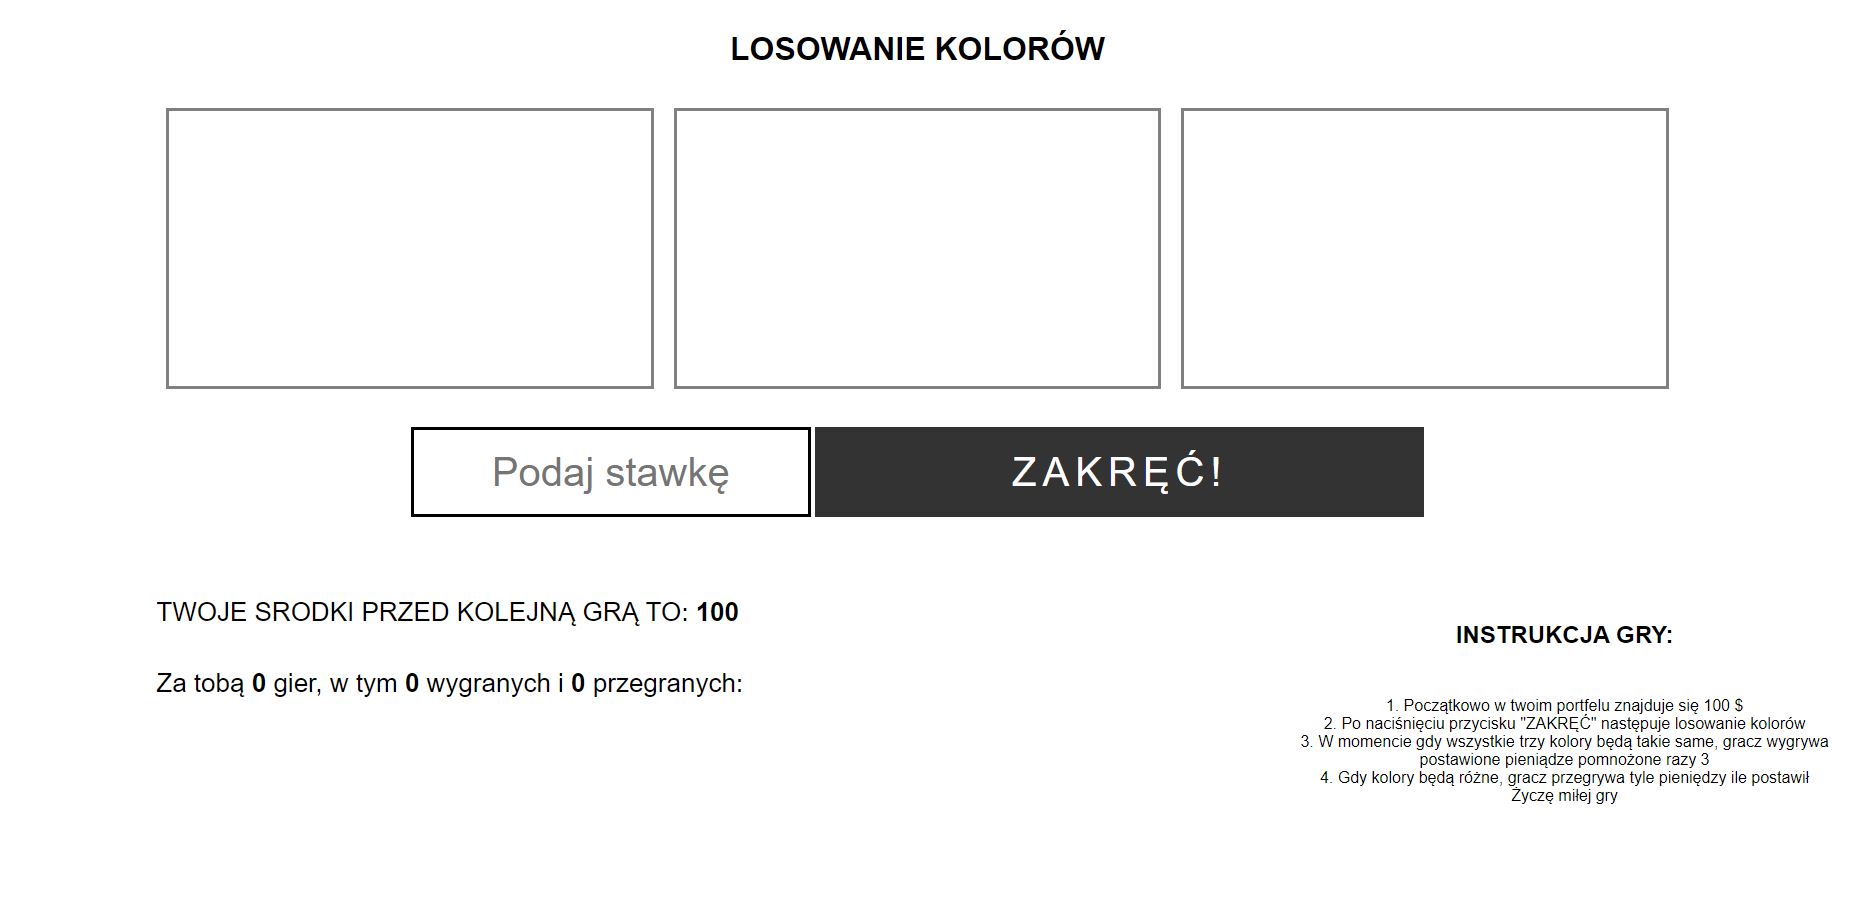 LOSOWANIE KOLORÓW
Podaj stawkę
ZAKRĘĆ!
TWOJE SRODKI PRZED KOLEJNĄ GRĄ TO: 100
Za tobą 0 gier, w tym 0 wygranych i 0 przegranych:
INSTRUKCJA GRY:
1. Początkowo w twoim portfelu znajduje się 100 $
2. Po naciśnięciu przycisku "ZAKRĘĆ" następuje losowanie kolorów
3. W momencie gdy wszystkie trzy kolory będą takie same, gracz wygrywa
postawione pieniądze pomnożone razy 3
4. Gdy kolory będą różne, gracz przegrywa tyle pieniędzy ile postawił
Życzę miłej gry